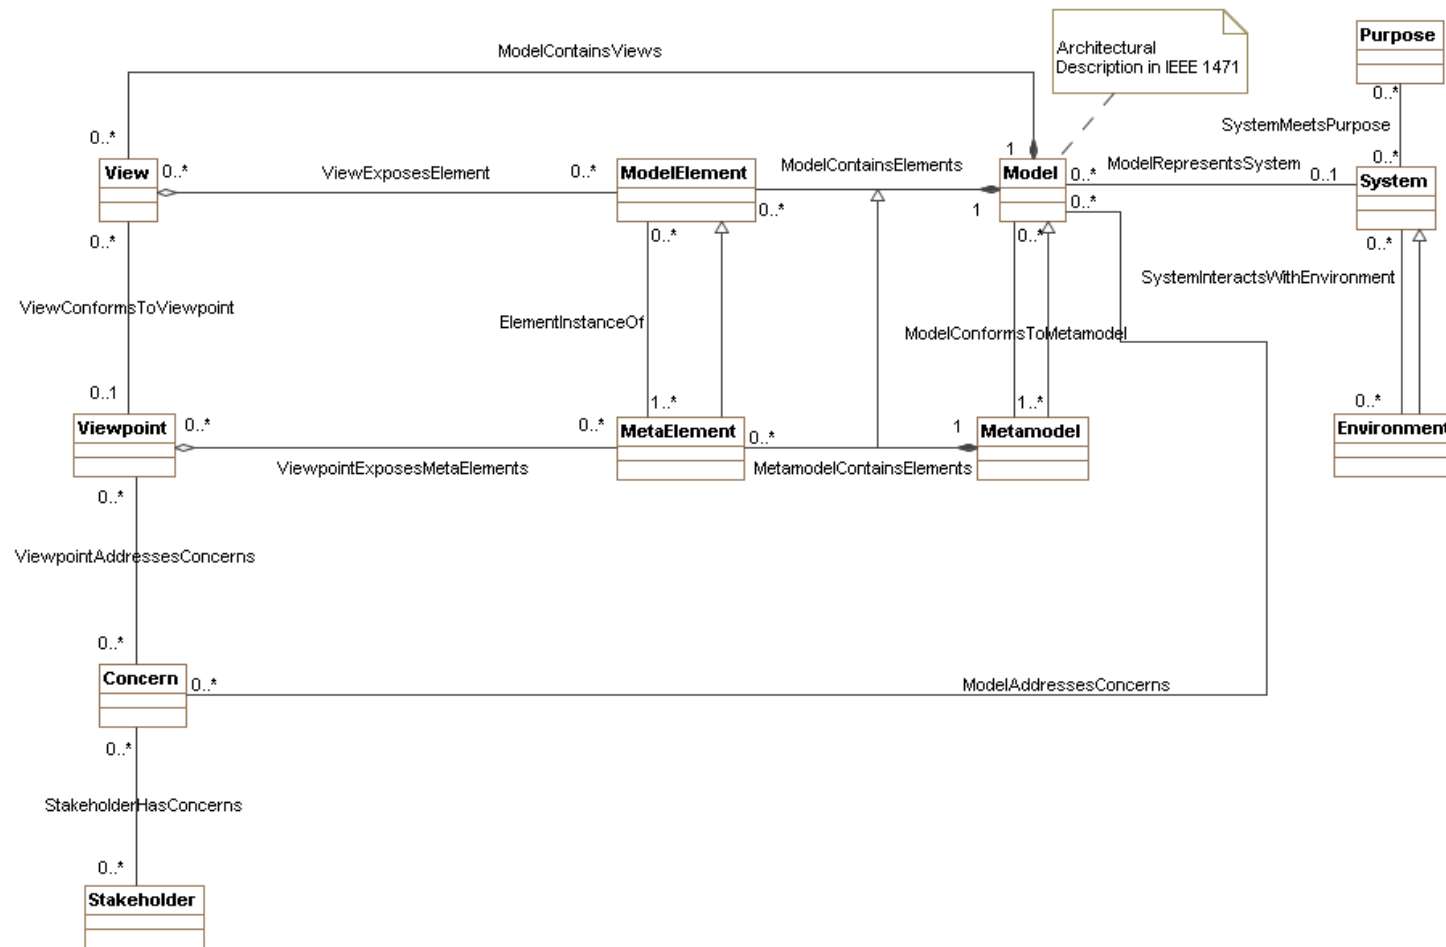 ModelContainsViews
Architectural
Description in IEEE 1471
Purpose
0..*
SystemMeetsPurpose
0..*
0..*
1
View
0..*
ViewExposesElement
0..*
ModelElement
ModelContainsElements
Model
0..*
ModelRepresentsSystem
0..1
System
0..*
0..*
0..*
1
0..*
0..*
0..*
SystemInteractsWithEnvironment
ViewConformsToViewpoint
ElementInstanceOf
ModelConformsToMetamodel
0..1
1..*
1..*
0..*
Viewpoint
0..*
0..*
MetaElement
0..*
1
Metamodel
Environment
ViewpointExposesMetaElements
MetamodelContainsElements
0..*
ViewpointAddressesConcerns
0..*
Concern
0..*
ModelAddressesConcerns
0..*
StakeholderHasConcerns
0..*
Stakeholder